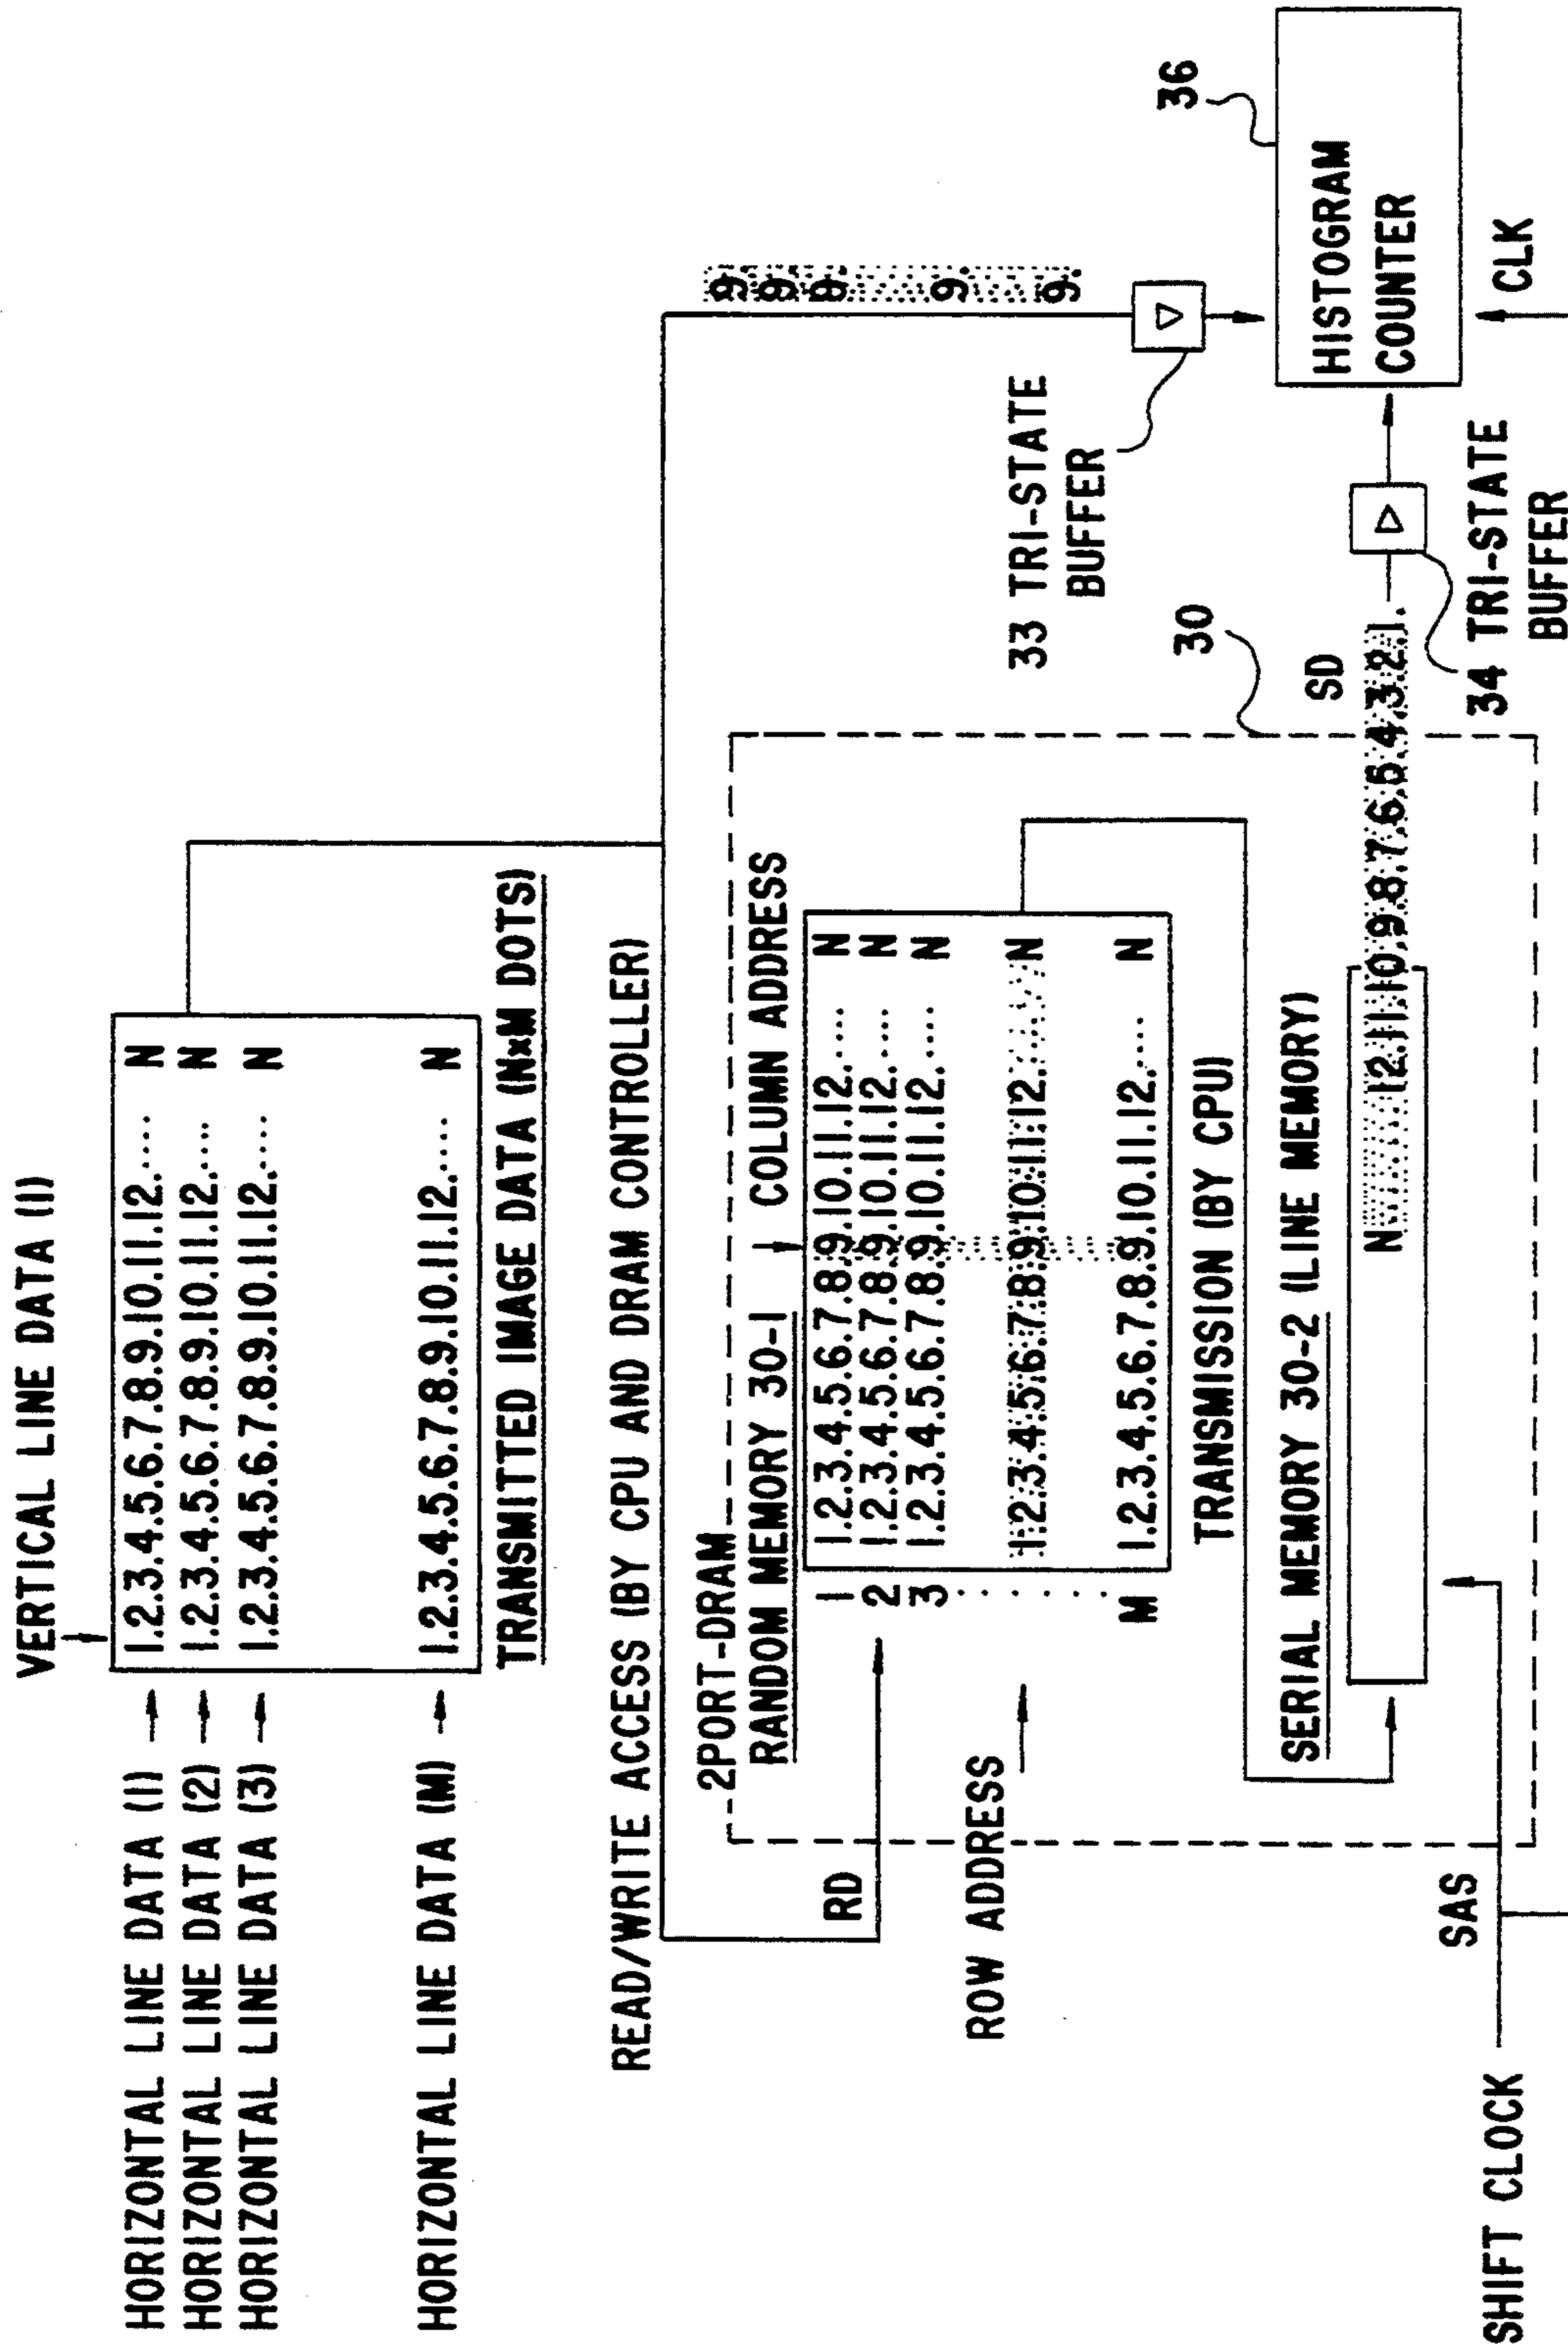 VERTICAL LINE DATA (1)
HORIZONTAL LINE DATA (1)
1.2.3.4.5.6.7.8.9.10.11.12..... N
HORIZONTAL LINE DATA (2)
1.2.3.4.5.6.7.8.9.10.11.12..... N
HORIZONTAL LINE DATA (3)
1.2.3.4.5.6.7.8.9.10.11.12..... N
HORIZONTAL LINE DATA (M)
1.2.3.4.5.6.7.8.9.10.11.12..... N
TRANSMITTED IMAGE DATA (N×M DOTS)
READ/WRITE ACCESS (BY CPU AND DRAM CONTROLLER)
2PORT-DRAM
RANDOM MEMORY 30-1
COLUMN ADDRESS
RD
1 1.2.3.4.5.6.7.8.9.10.11.12..... N
2 1.2.3.4.5.6.7.8.9.10.11.12..... N
3 1.2.3.4.5.6.7.8.9.10.11.12..... N
ROW ADDRESS
1.2.3.4.5.6.7.8.9.10.11.12..... N
M 1.2.3.4.5.6.7.8.9.10.11.12..... N
TRANSMISSION (BY CPU)
SERIAL MEMORY 30-2 (LINE MEMORY)
N 12.11.10.9.8.7.6.5.4.3.2.1.
SD
30
9 9 9. 9. 9.
33 TRI-STATE
BUFFER
34 TRI-STATE
BUFFER
36
HISTOGRAM
COUNTER
CLK
SAS
SHIFT CLOCK